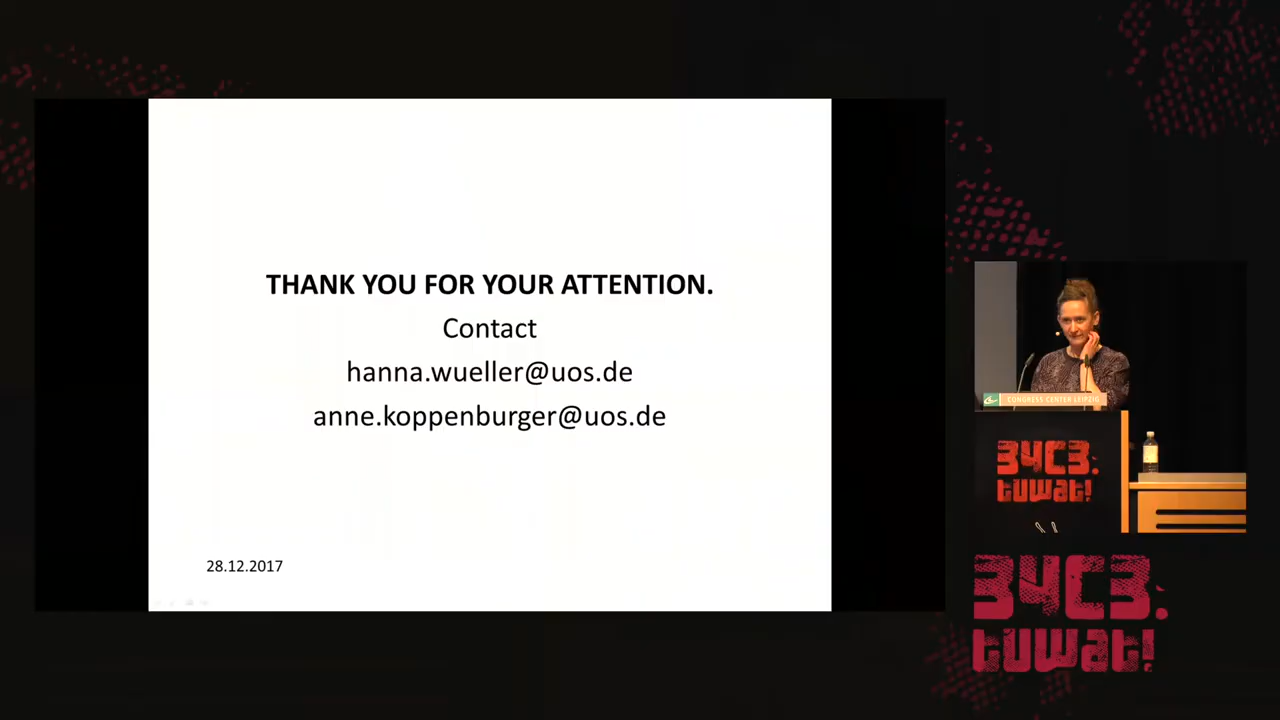 THANK YOU FOR YOUR ATTENTION.
Contact
hanna.wueller@uos.de
anne.koppenburger@uos.de
28.12.2017
CONGRESS CENTER LEIPZIG
34C3:
tuwat!
34C3.
tuwat!